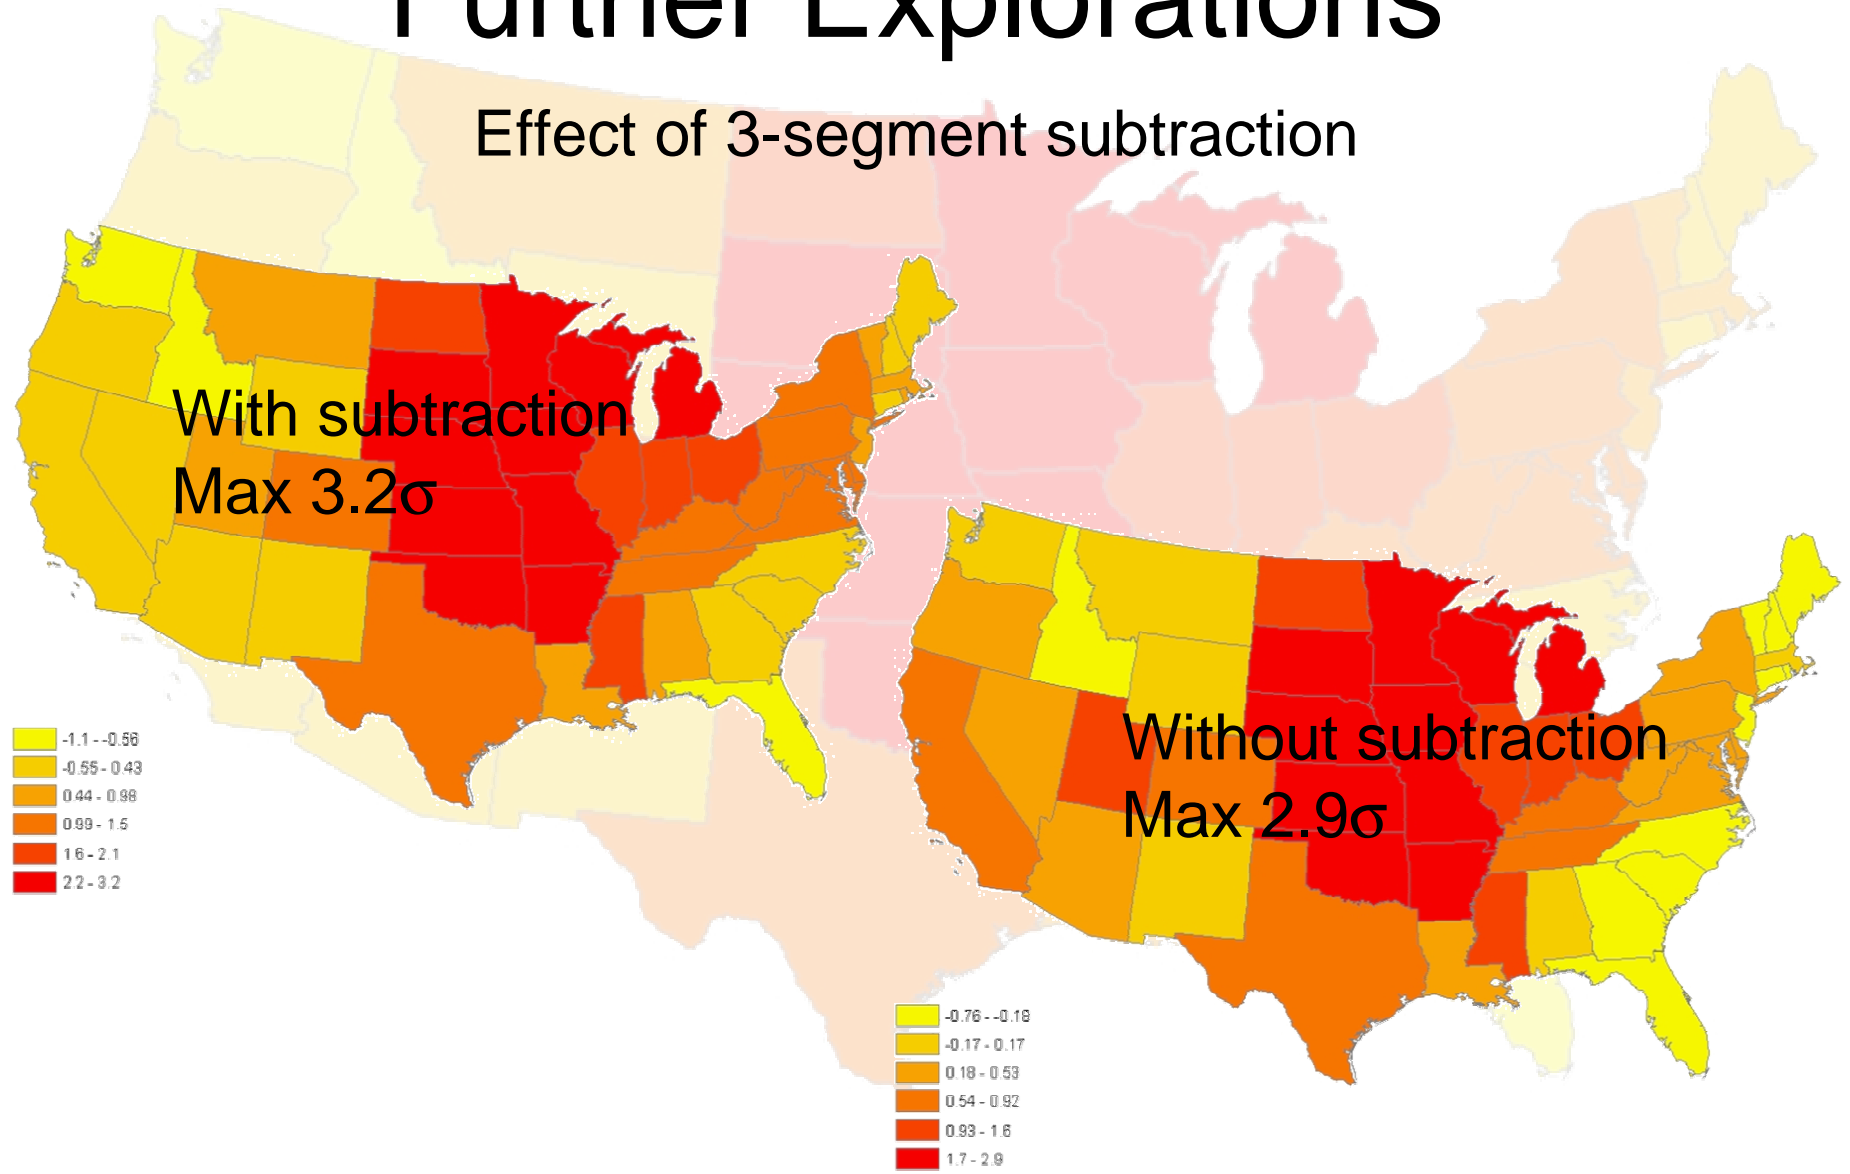 Further Explorations
Effect of 3-segment subtraction
With subtraction
Max 3.2σ
-1.1 - -0.56
-0.55 - 0.43
0.44 - 0.98
0.99 - 1.5
1.6 - 2.1
2.2 - 3.2
Without subtraction
Max 2.9σ
-0.76 - -0.18
-0.17 - 0.17
0.18 - 0.53
0.54 - 0.92
0.93 - 1.6
1.7 - 2.9